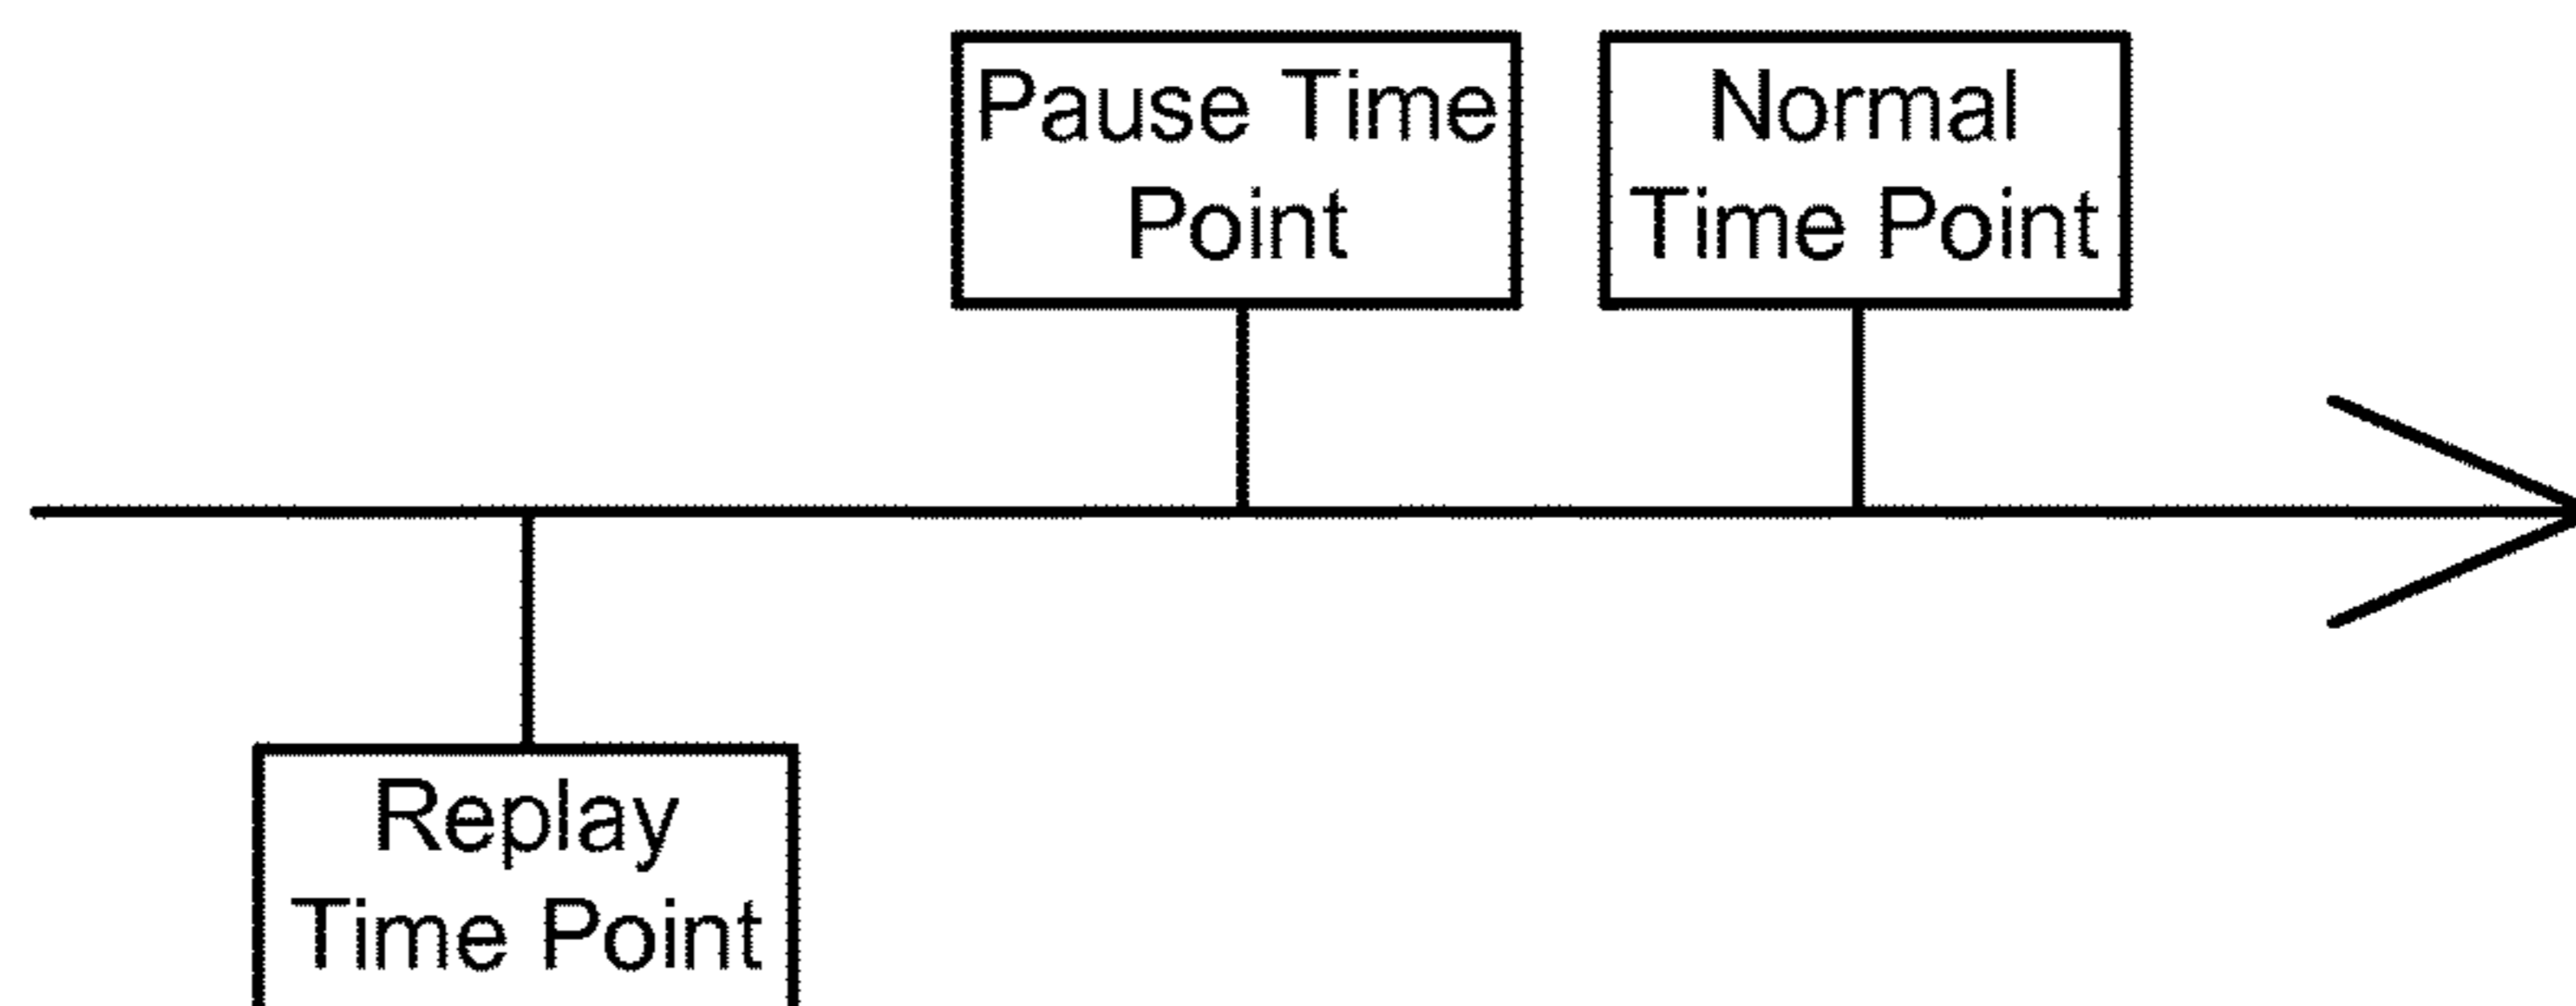 Pause Time
Point
Normal
Time Point
Replay
Time Point